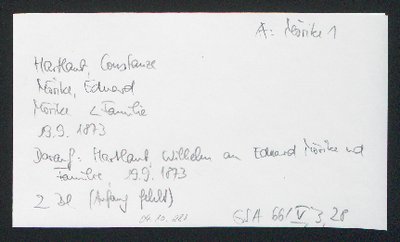 A: Mörike 1
Hartlaub, Constanze
Mörike, Eduard
Mörike < Familie
19.9. 1873
Darauf: Hartlaub, Wilhelm an Eduard Mörike und
Familie 19.9. 1873
2 Bl (Anfang fehlt)
GSA 66/ V, 3, 28